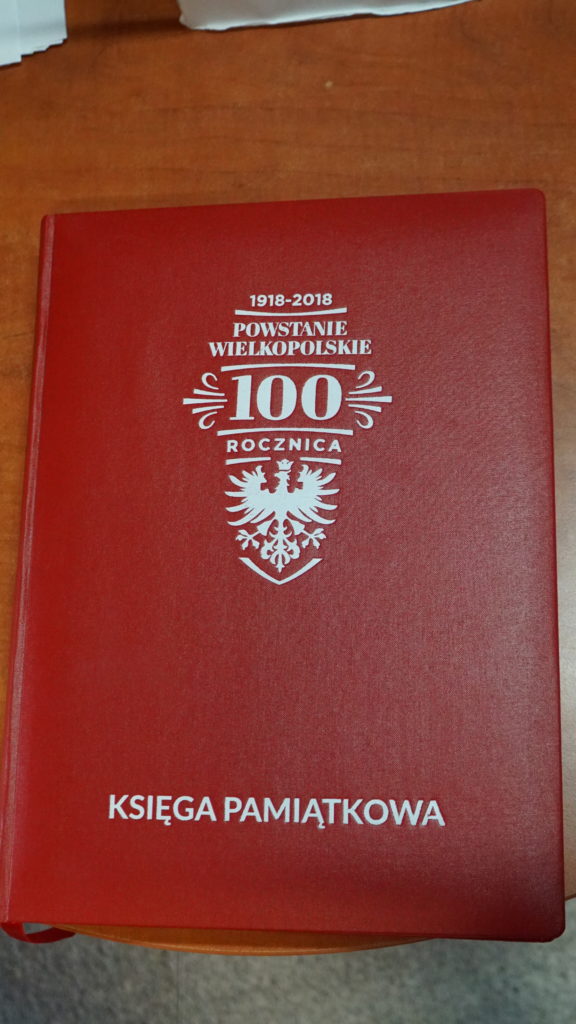 1918-2018
POWSTANIE
WIELKOPOLSKIE
100
ROCZNICA
KSIĘGA PAMIĄTKOWA